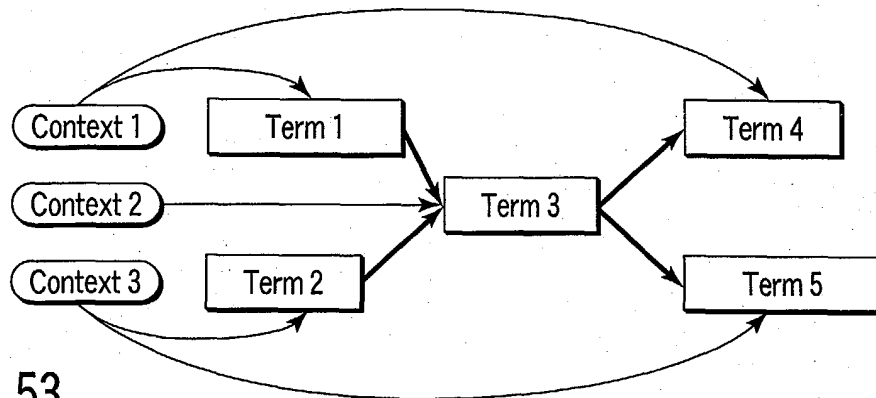 Context 1
Term 1
Term 4
Context 2
Term 3
Context 3
Term 2
Term 5
53